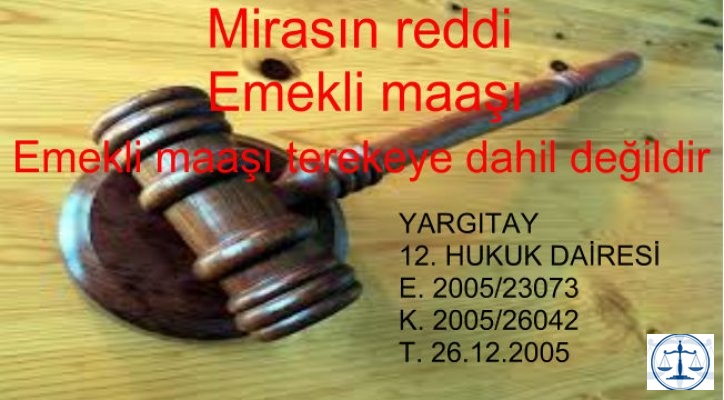 Mirasın reddi
Emekli maaşı
Emekli maaşı terekeye dahil değildir
YARGITAY
12. HUKUK DAİRESİ
E. 2005/23073
K. 2005/26042
T. 26.12.2005